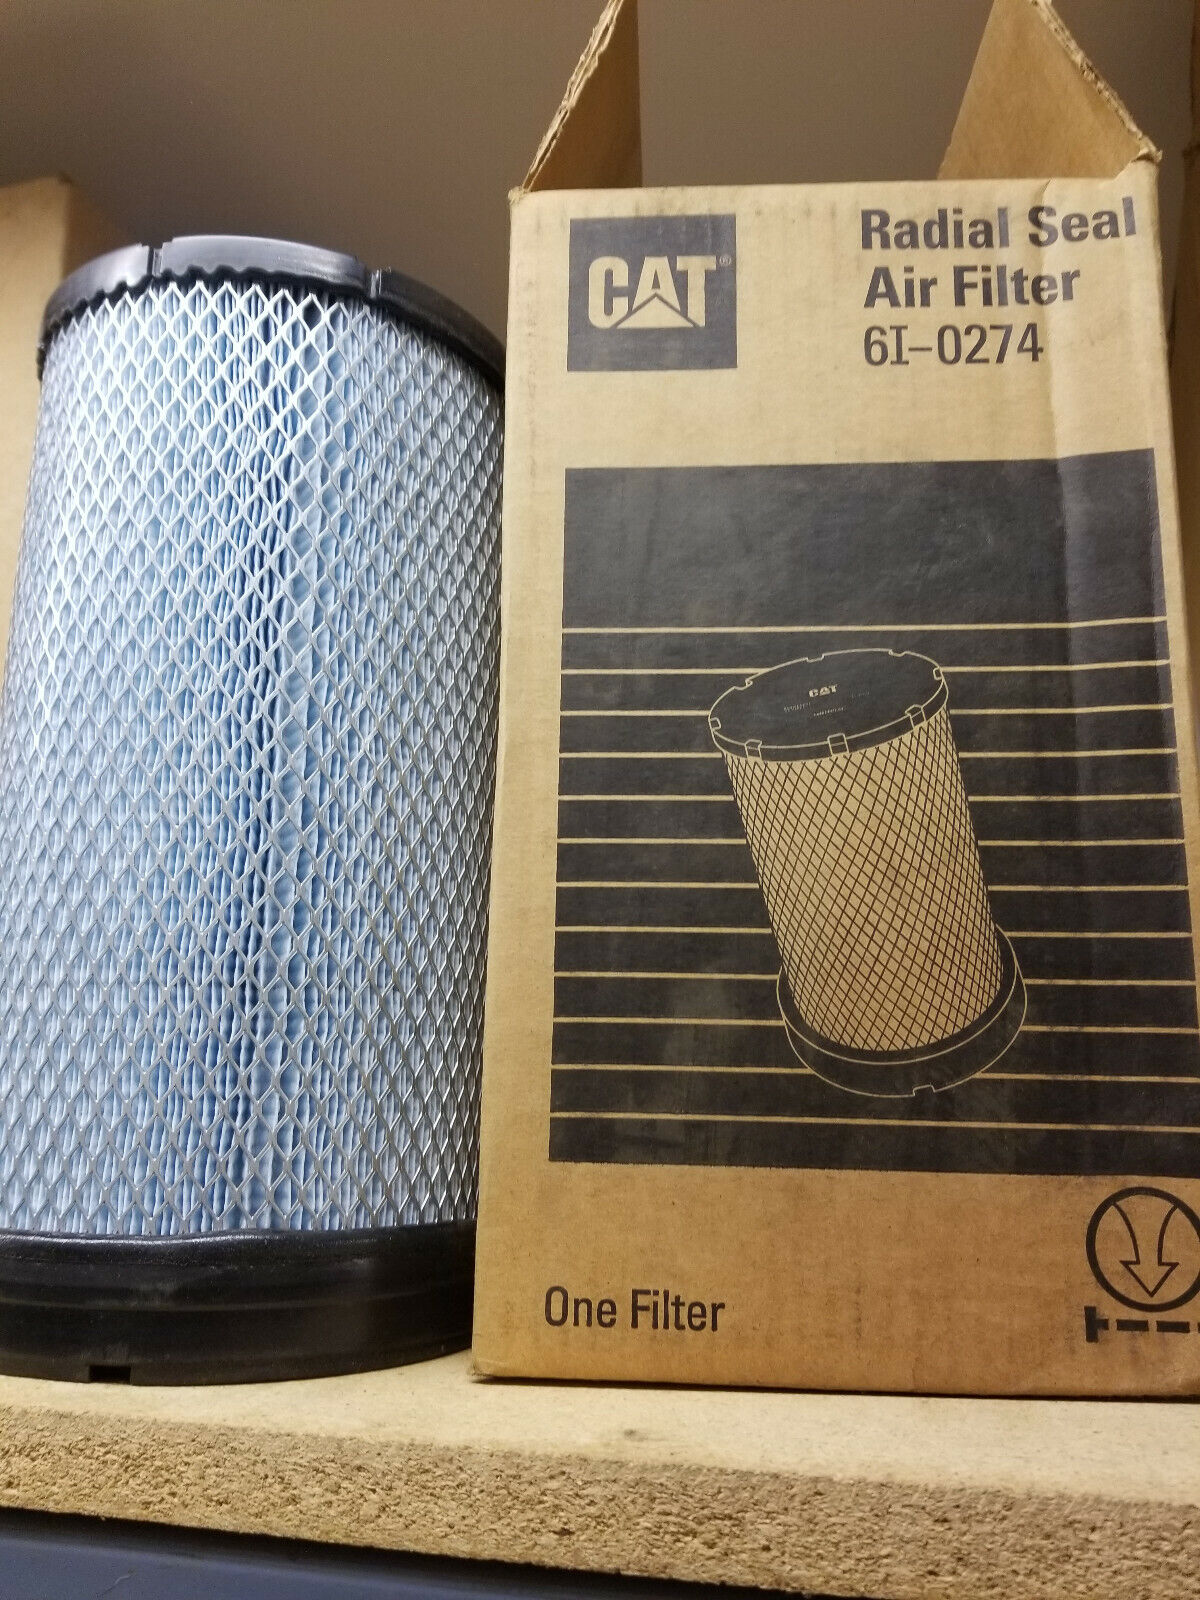 CAT®
Radial Seal
Air Filter
6I-0274
CAT
One Filter